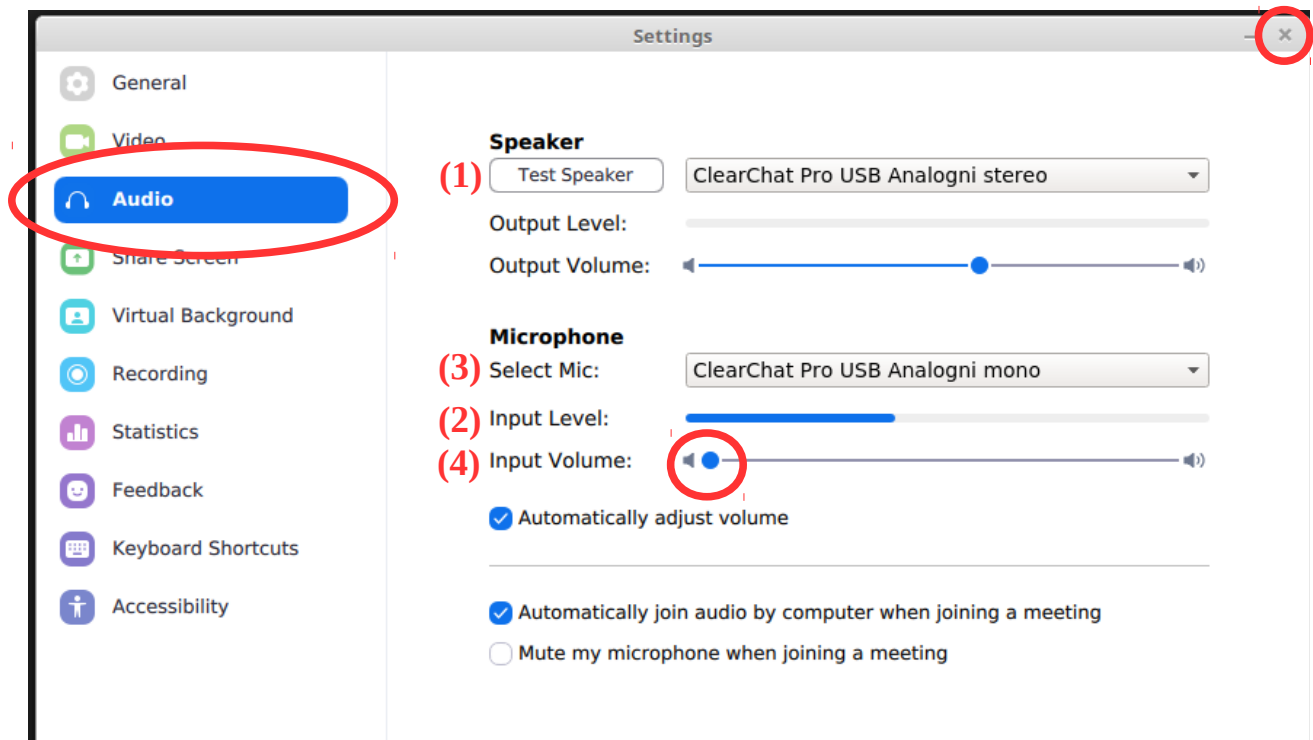 Settings
General
Video
Audio
Share Screen
Virtual Background
Recording
Statistics
Feedback
Keyboard Shortcuts
Accessibility
Speaker
(1) Test Speaker ClearChat Pro USB Analogni stereo
Output Level:
Output Volume:
Microphone
(3) Select Mic: ClearChat Pro USB Analogni mono
(2) Input Level:
(4) Input Volume:
Automatically adjust volume
Automatically join audio by computer when joining a meeting
Mute my microphone when joining a meeting